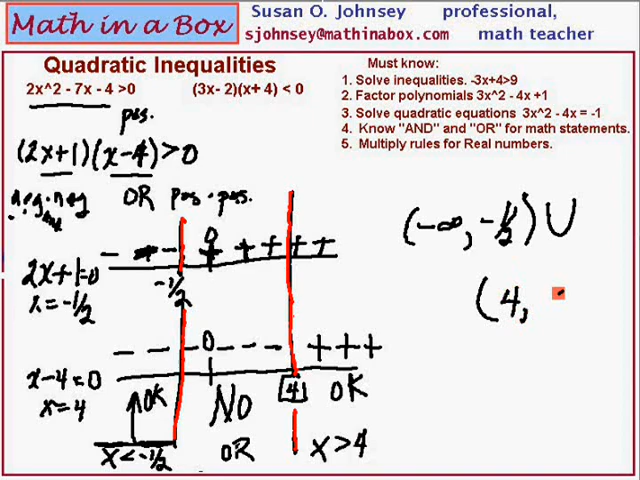 Math in a Box
Susan O. Johnsey professional,
sjohnsey@mathinabox.com math teacher
Quadratic Inequalities
2x^2 - 7x - 4 >0 (3x- 2)(x+ 4) < 0
Must know:
1. Solve inequalities. -3x+4>9
2. Factor polynomials 3x^2 - 4x +1
3. Solve quadratic equations 3x^2 - 4x = -1
4. Know "AND" and "OR" for math statements.
5. Multiply rules for Real numbers.
pos.
(2x+1)(x-4)>0
neg·neg OR pos·pos.
0
- - - + + + + +
2x+1=0
-1/2
x=-1/2
- - - 0 - - - + + +
x-4=0
x=4
OK NO 4 OK
x<-1/2 OR x>4
(-∞, -1/2) U
(4,